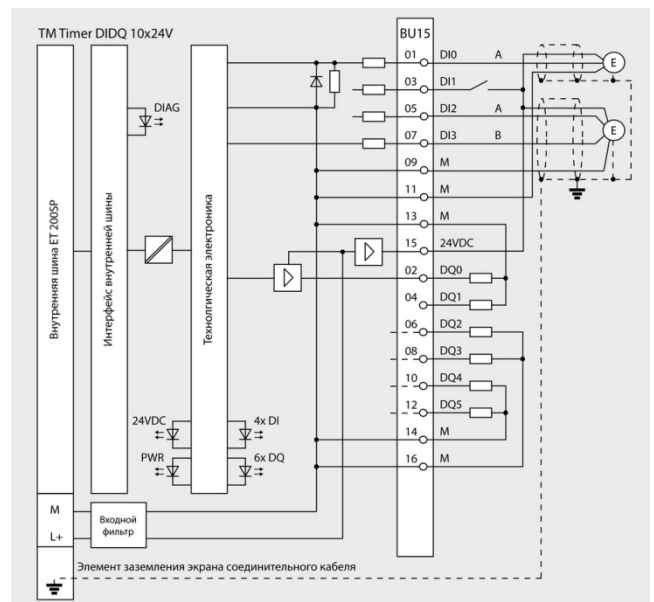 TM Timer DIDQ 10x24V
BU15
Внутренняя шина ET 200SP
Интерфейс внутренней шины
Технолгическая электроника
DIAG
24VDC
4x DI
PWR
6x DQ
01 DI0 A
03 DI1
05 DI2 A
07 DI3 B
09 M
11 M
13 M
15 24VDC
02 DQ0
04 DQ1
06 DQ2
08 DQ3
10 DQ4
12 DQ5
14 M
16 M
E
E
M
L+
Входной
фильтр
Элемент заземления экрана соединительного кабеля